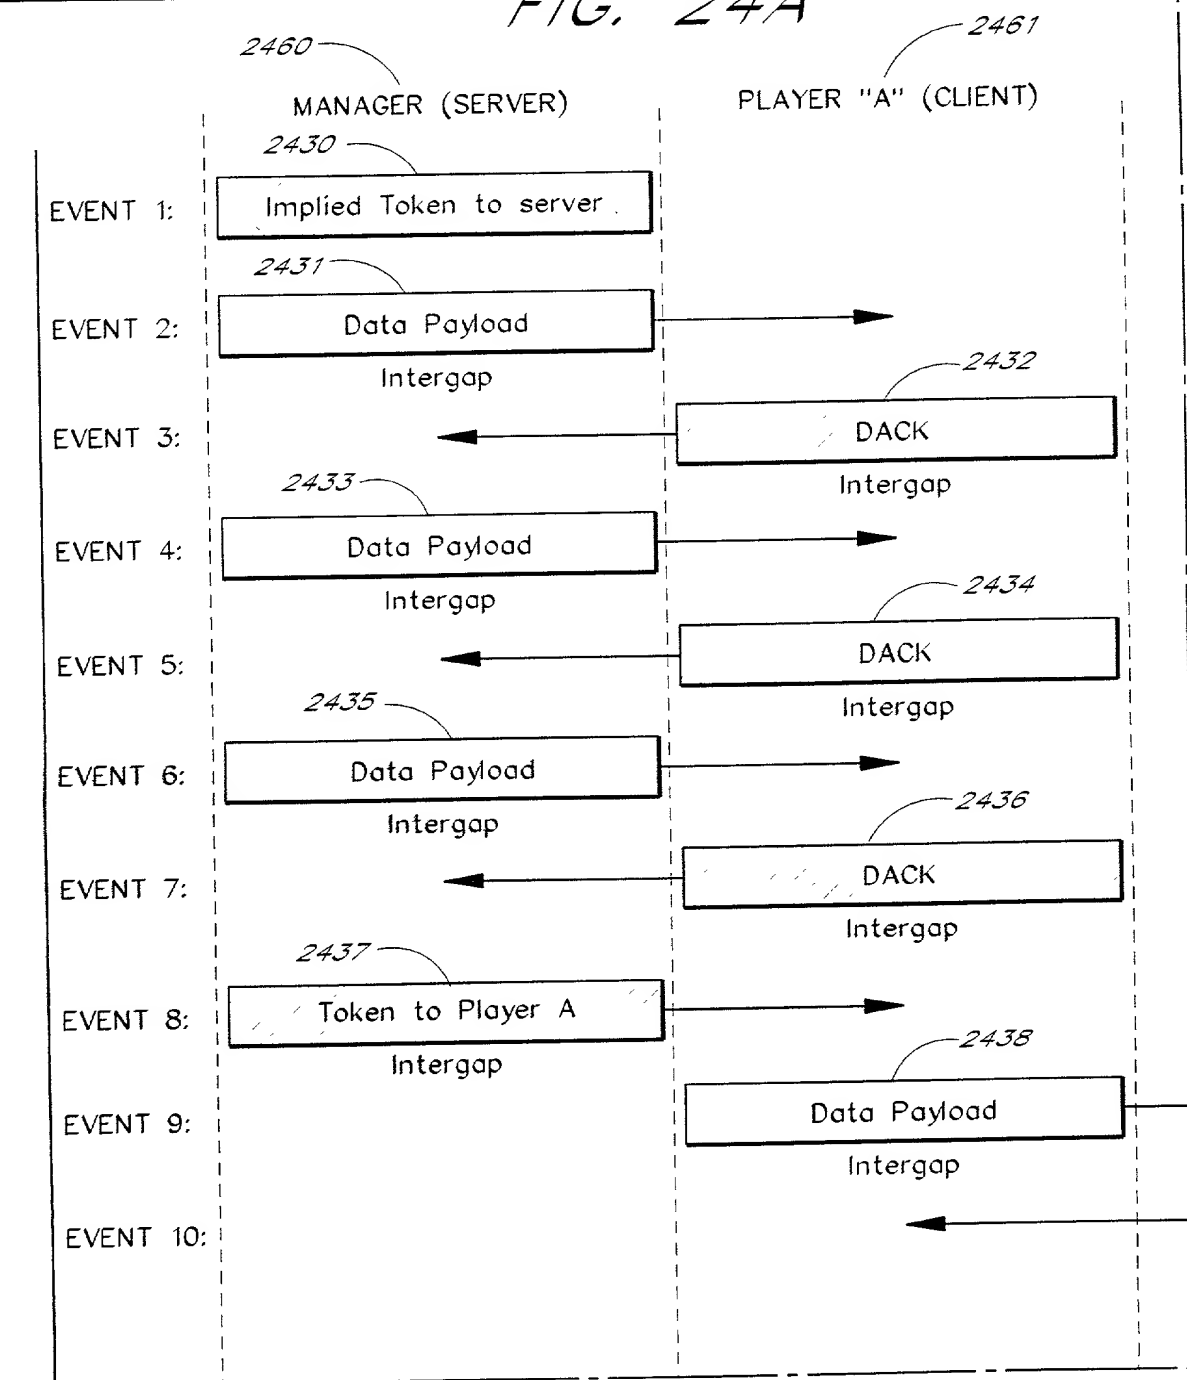 FIG. 24A
2460
2461
MANAGER (SERVER)
PLAYER "A" (CLIENT)
2430
EVENT 1:
Implied Token to server
2431
EVENT 2:
Data Payload
Intergap
2432
EVENT 3:
DACK
Intergap
2433
EVENT 4:
Data Payload
Intergap
2434
EVENT 5:
DACK
Intergap
2435
EVENT 6:
Data Payload
Intergap
2436
EVENT 7:
DACK
Intergap
2437
EVENT 8:
Token to Player A
Intergap
2438
EVENT 9:
Data Payload
Intergap
EVENT 10: